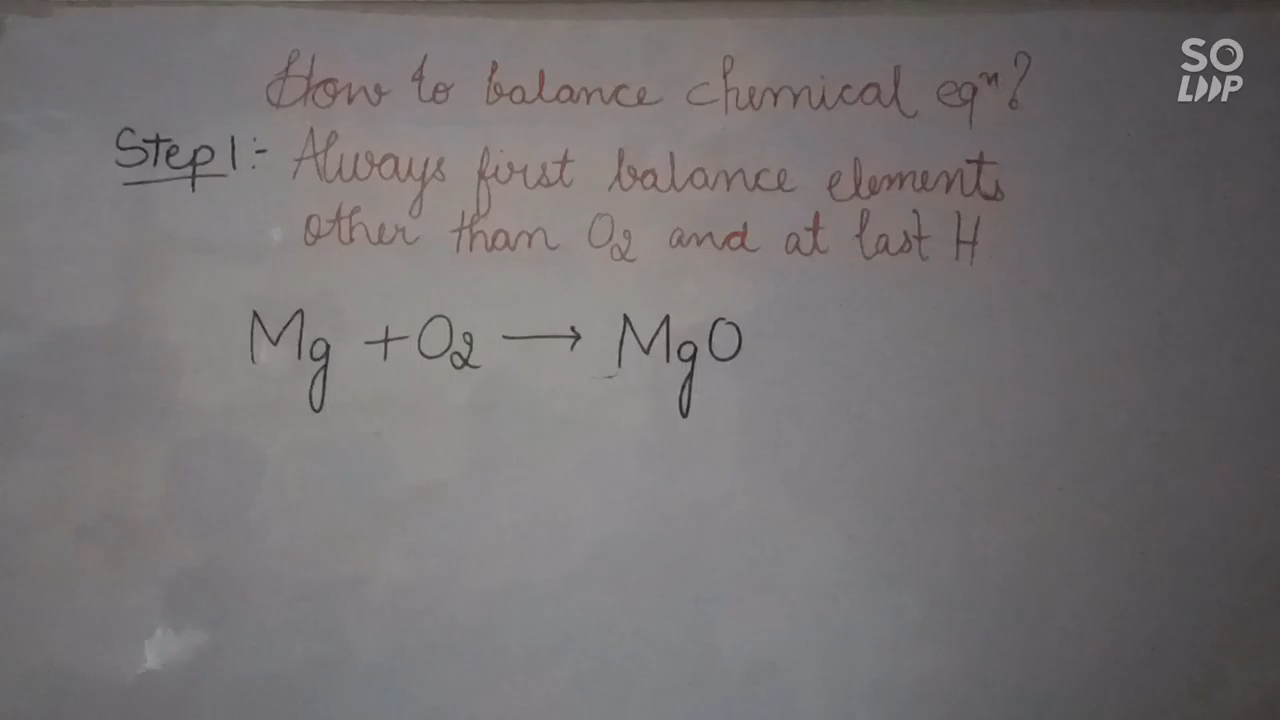 How to balance chemical eqⁿ?
Step 1:- Always first balance elements
other than O₂ and at last H
Mg + O₂ → MgO
SO
LOOP